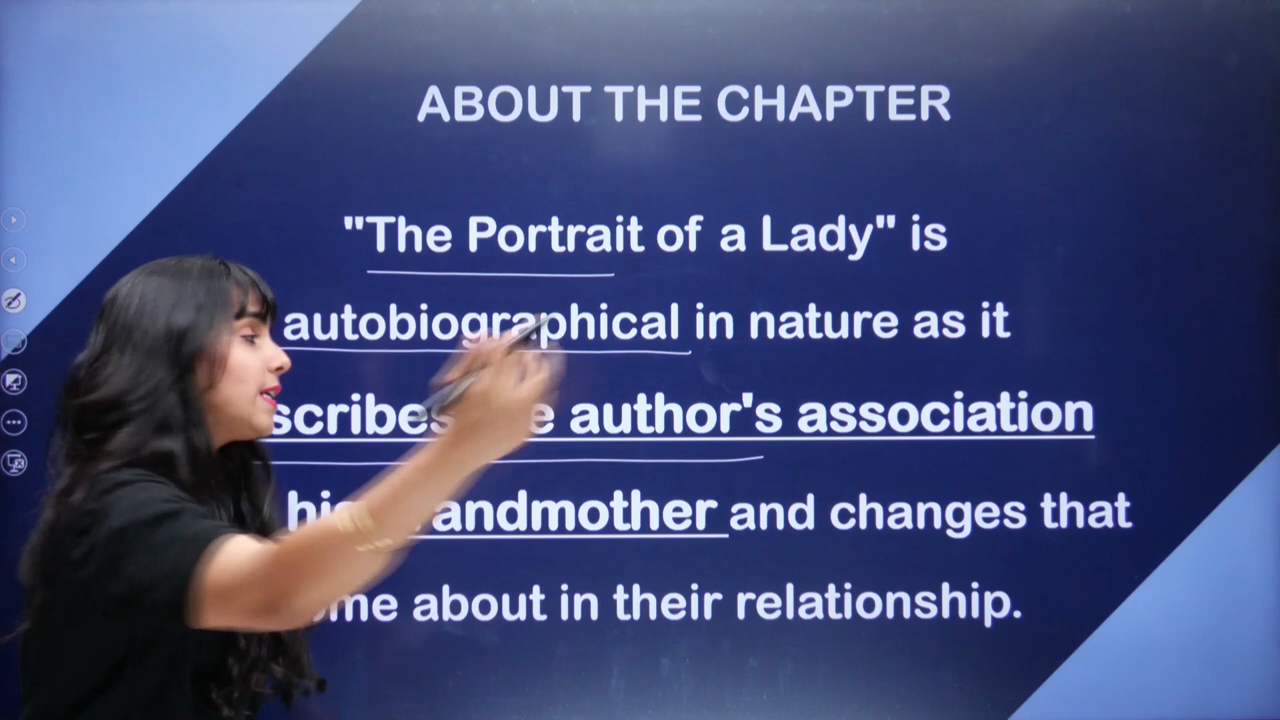 ABOUT THE CHAPTER
"The Portrait of a Lady" is
autobiographical in nature as it
author's association
and changes that
about in their relationship.